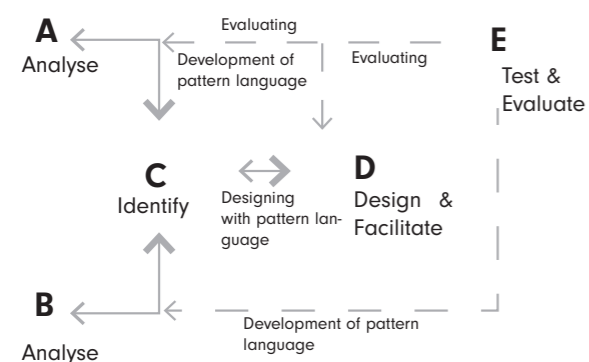 A
Analyse
Evaluating
Development of
pattern language
Evaluating
E
Test &
Evaluate
C
Identify
Designing
with pattern lan-
guage
D
Design &
Facilitate
B
Analyse
Development of pattern
language